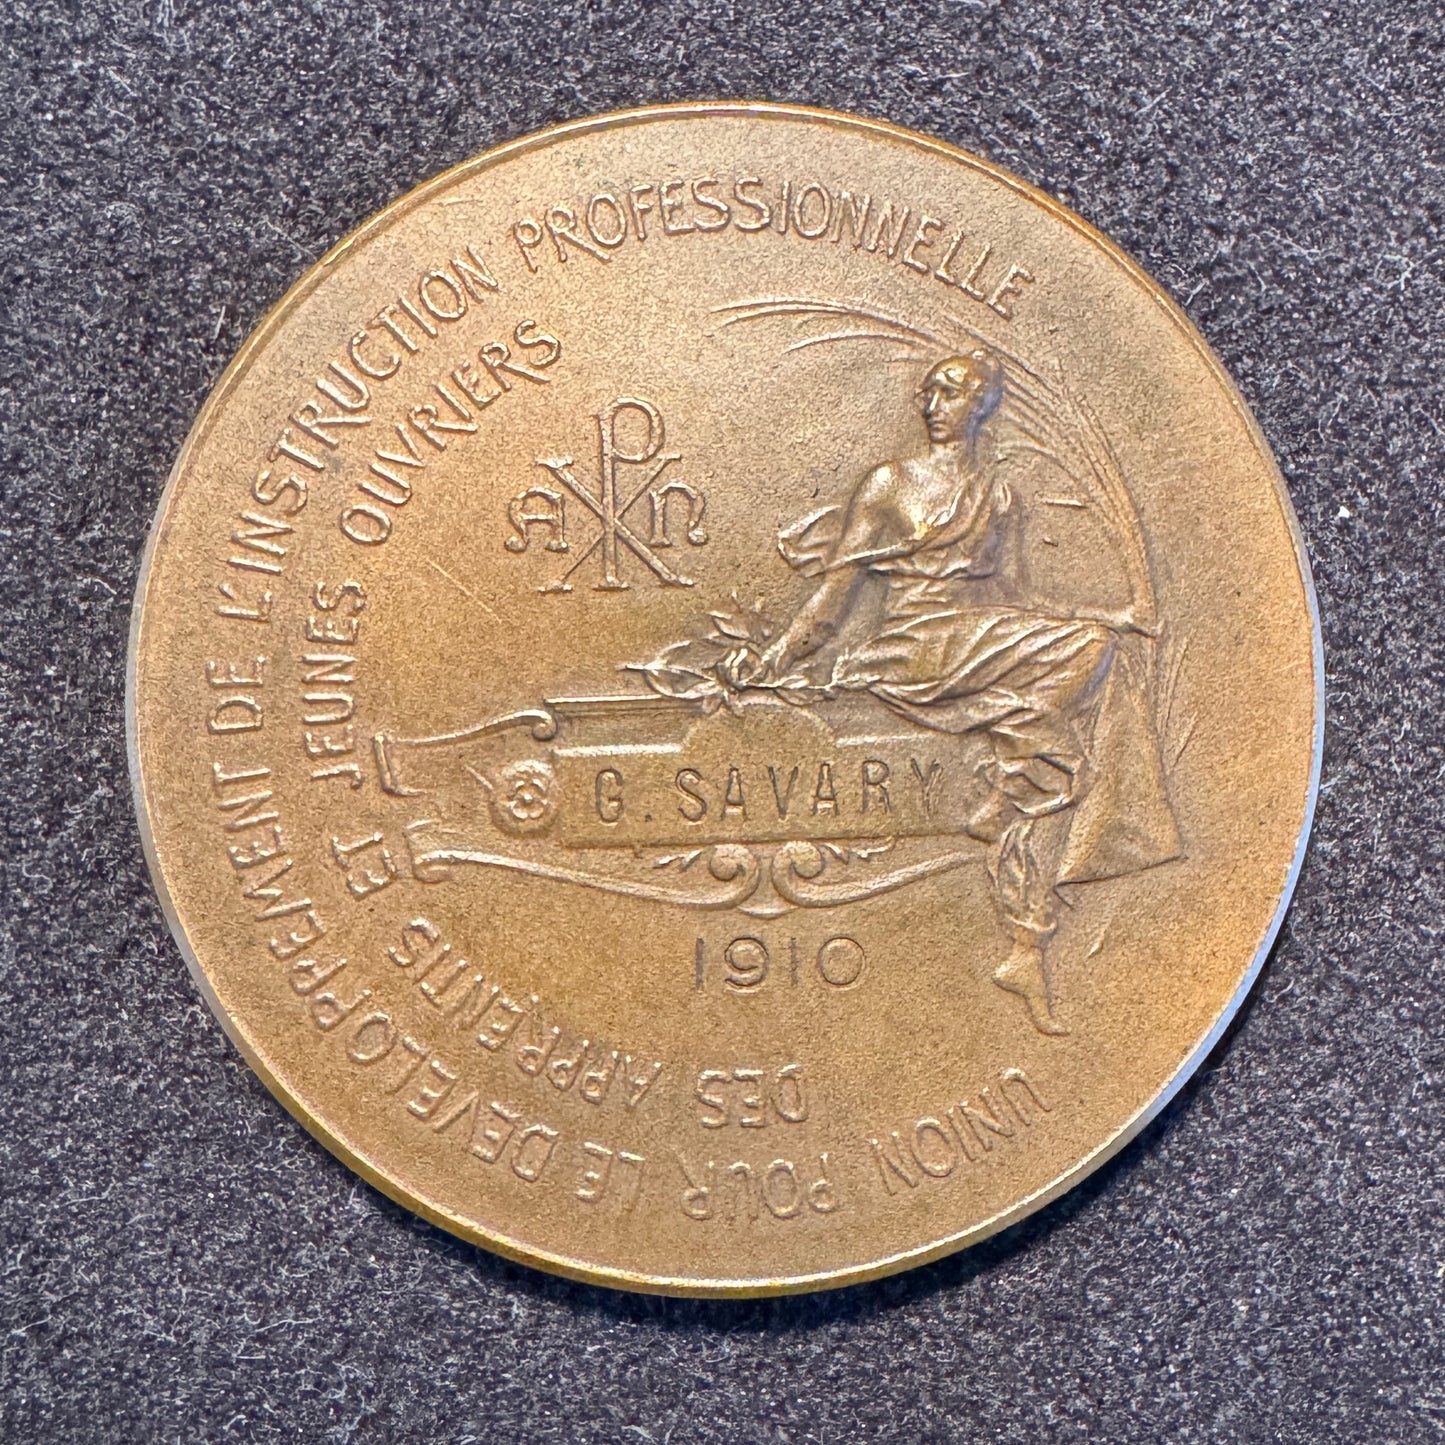 UNION POUR LE DEVELOPPEMENT DE L'INSTRUCTION PROFESSIONNELLE
DES APPRENTIS ET JEUNES OUVRIERS
A ☧ Ω
G. SAVARY
1910